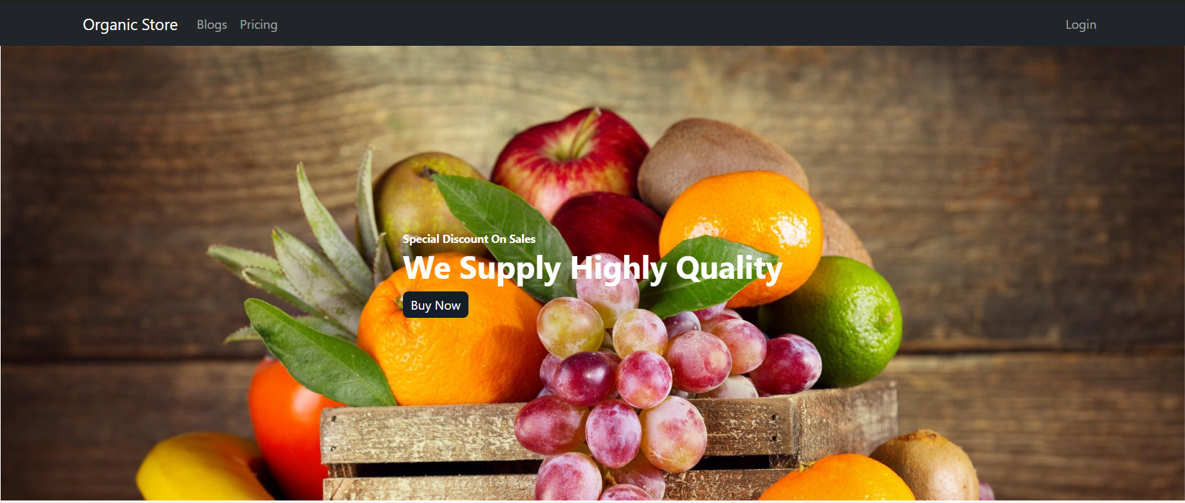 Organic Store Blogs Pricing Login
Special Discount On Sales
We Supply Highly Quality
Buy Now